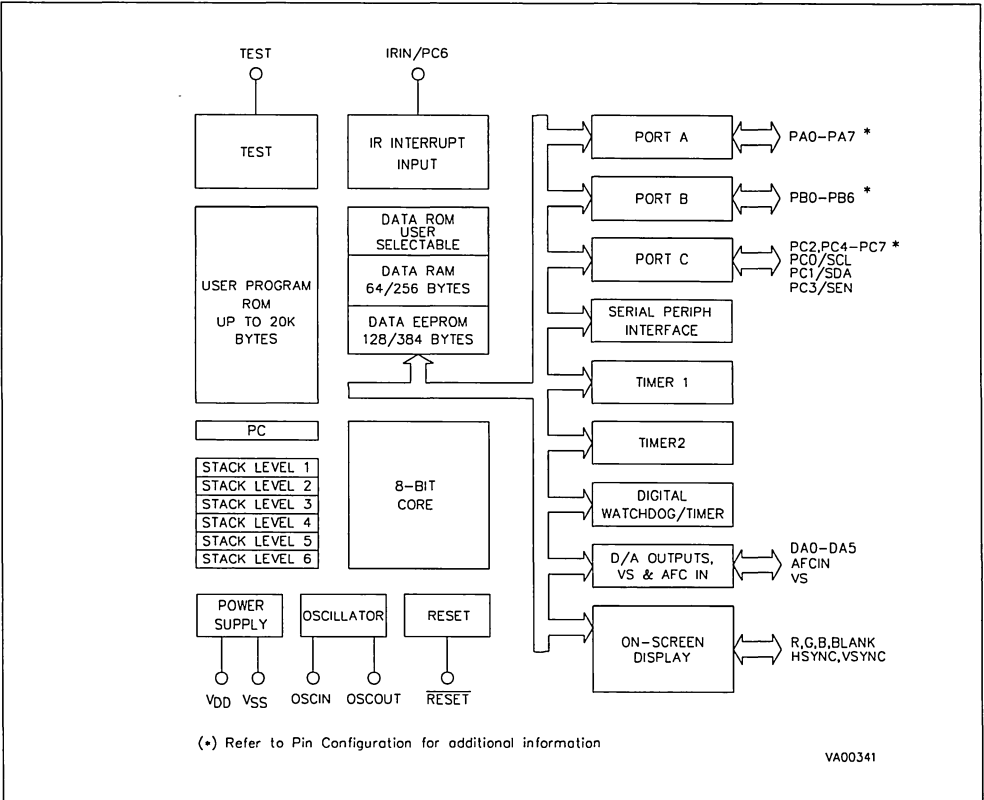 TEST
IRIN/PC6
TEST
IR INTERRUPT
INPUT
USER PROGRAM
ROM
UP TO 20K
BYTES
DATA ROM
USER
SELECTABLE
DATA RAM
64/256 BYTES
DATA EEPROM
128/384 BYTES
PC
STACK LEVEL 1
STACK LEVEL 2
STACK LEVEL 3
STACK LEVEL 4
STACK LEVEL 5
STACK LEVEL 6
8-BIT
CORE
POWER
SUPPLY
OSCILLATOR
RESET
VDD
VSS
OSCIN
OSCOUT
RESET
PORT A
PA0-PA7 *
PORT B
PB0-PB6 *
PORT C
PC2,PC4-PC7 *
PC0/SCL
PC1/SDA
PC3/SEN
SERIAL PERIPH
INTERFACE
TIMER 1
TIMER2
DIGITAL
WATCHDOG/TIMER
D/A OUTPUTS,
VS & AFC IN
DA0-DA5
AFCIN
VS
ON-SCREEN
DISPLAY
R,G,B,BLANK
HSYNC,VSYNC
(*) Refer to Pin Configuration for additional information
VA00341